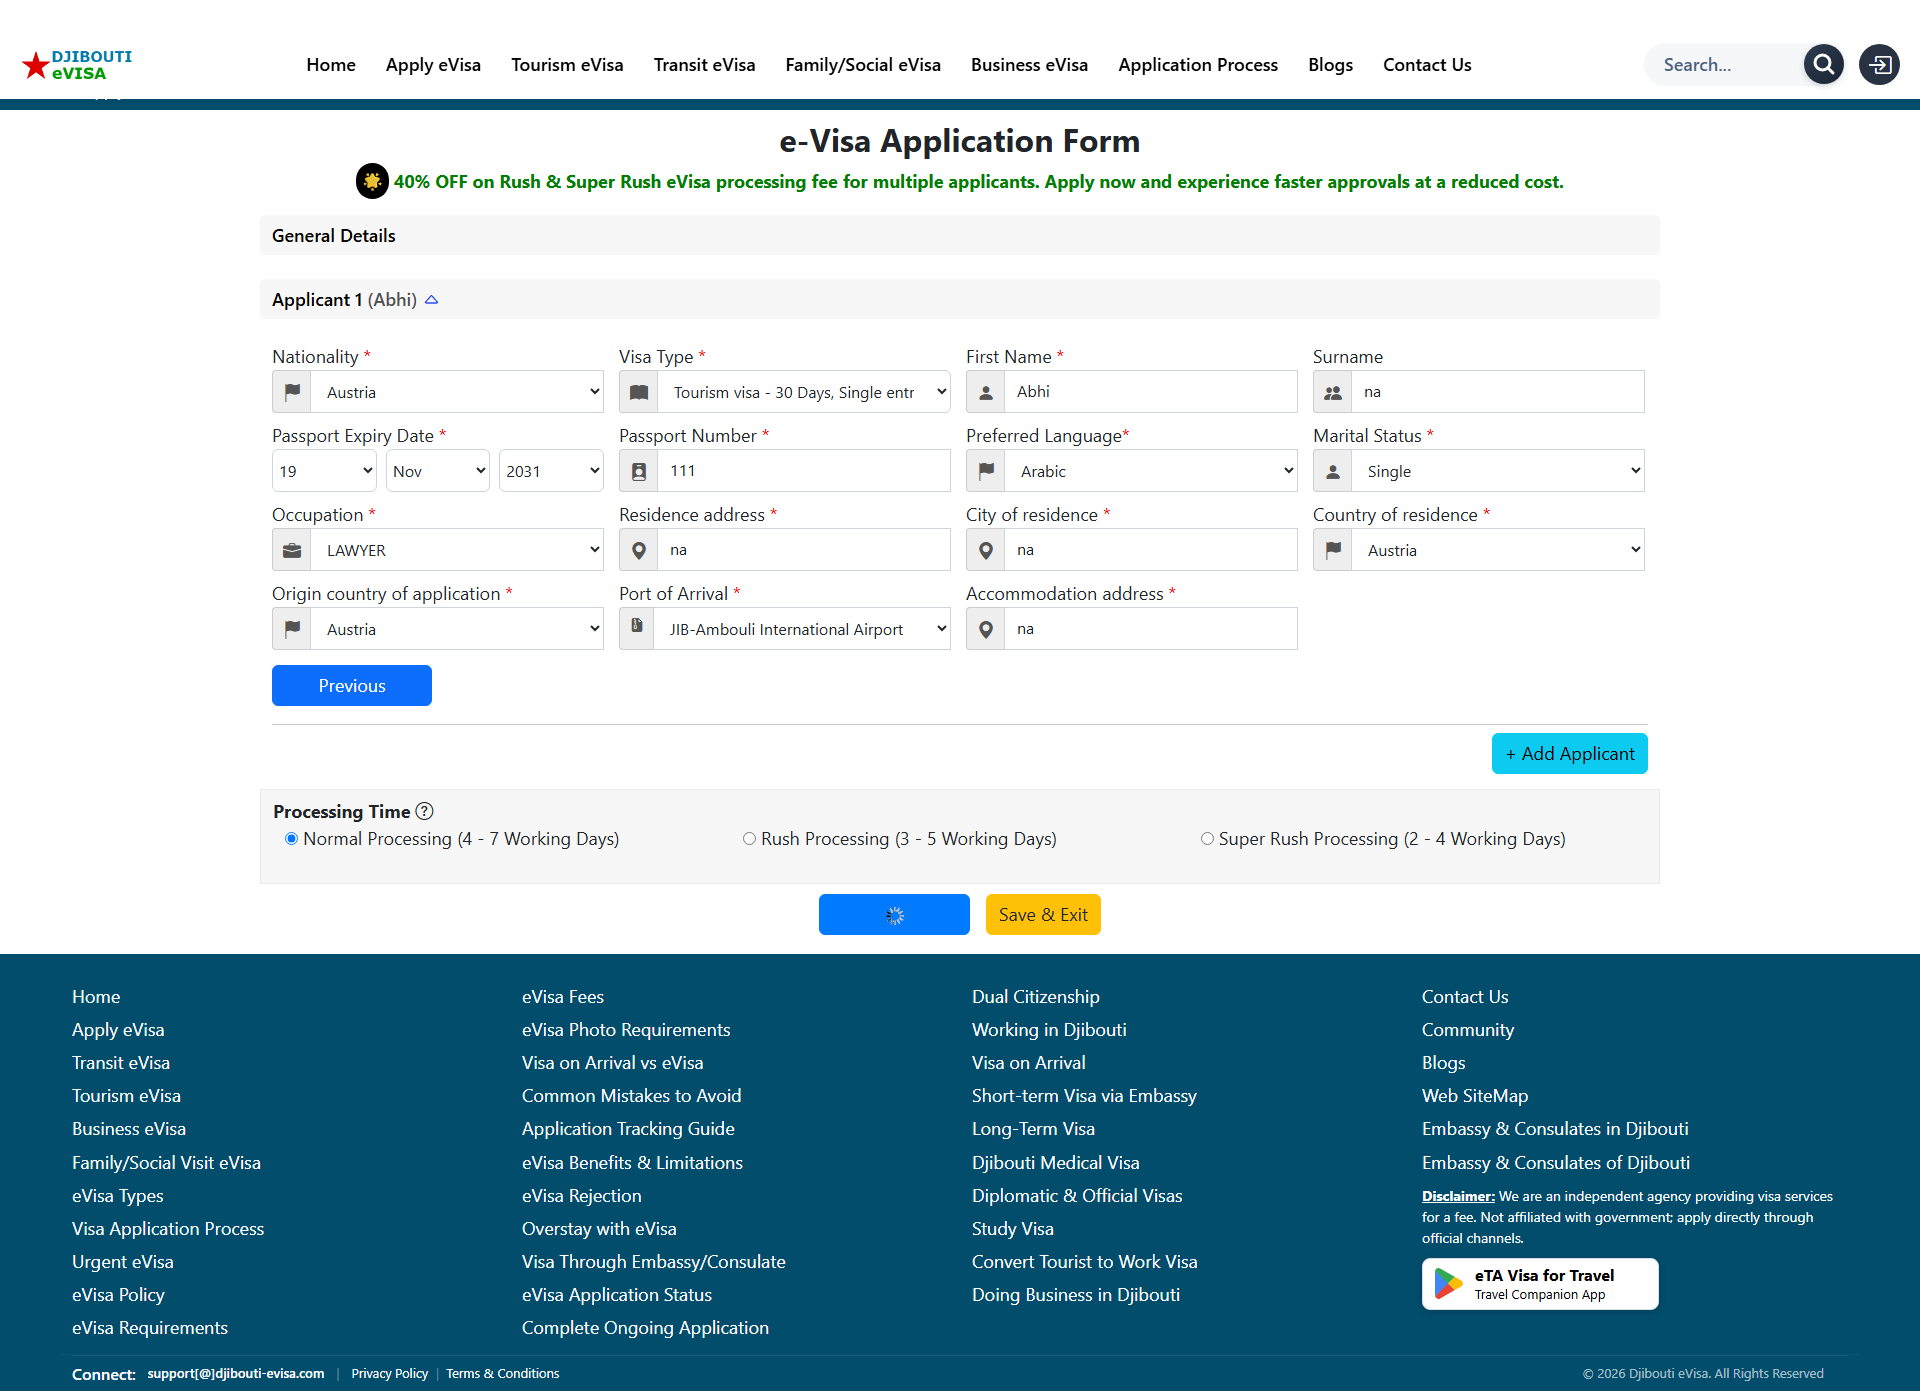 DJIBOUTI
eVISA
Home
Apply eVisa
Tourism eVisa
Transit eVisa
Family/Social eVisa
Business eVisa
Application Process
Blogs
Contact Us
Search...
e-Visa Application Form
40% OFF on Rush & Super Rush eVisa processing fee for multiple applicants. Apply now and experience faster approvals at a reduced cost.
General Details
Applicant 1 (Abhi)
Nationality *
Visa Type *
First Name *
Surname
Austria
Tourism visa - 30 Days, Single entr
Abhi
na
Passport Expiry Date *
Passport Number *
Preferred Language*
Marital Status *
19
Nov
2031
111
Arabic
Single
Occupation *
Residence address *
City of residence *
Country of residence *
LAWYER
na
na
Austria
Origin country of application *
Port of Arrival *
Accommodation address *
Austria
JIB-Ambouli International Airport
na
Previous
+ Add Applicant
Processing Time ?
Normal Processing (4 - 7 Working Days)
Rush Processing (3 - 5 Working Days)
Super Rush Processing (2 - 4 Working Days)
Save & Exit
Home
Apply eVisa
Transit eVisa
Tourism eVisa
Business eVisa
Family/Social Visit eVisa
eVisa Types
Visa Application Process
Urgent eVisa
eVisa Policy
eVisa Requirements
eVisa Fees
eVisa Photo Requirements
Visa on Arrival vs eVisa
Common Mistakes to Avoid
Application Tracking Guide
eVisa Benefits & Limitations
eVisa Rejection
Overstay with eVisa
Visa Through Embassy/Consulate
eVisa Application Status
Complete Ongoing Application
Dual Citizenship
Working in Djibouti
Visa on Arrival
Short-term Visa via Embassy
Long-Term Visa
Djibouti Medical Visa
Diplomatic & Official Visas
Study Visa
Convert Tourist to Work Visa
Doing Business in Djibouti
Contact Us
Community
Blogs
Web SiteMap
Embassy & Consulates in Djibouti
Embassy & Consulates of Djibouti
Disclaimer: We are an independent agency providing visa services
for a fee. Not affiliated with government; apply directly through
official channels.
eTA Visa for Travel
Travel Companion App
Connect: support[@]djibouti-evisa.com | Privacy Policy | Terms & Conditions
© 2026 Djibouti eVisa. All Rights Reserved